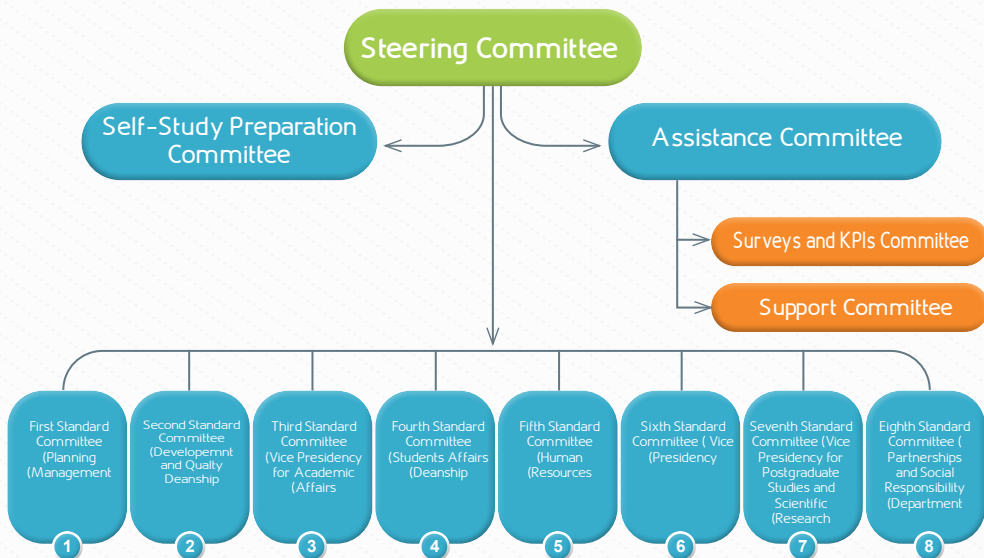 Steering Committee
Self-Study Preparation
Committee
Assistance Committee
Surveys and KPIs Committee
Support Committee
First Standard
Committee
(Planning
(Management
1
Second Standard
Committee
(Developemnt
and Qualty
Deanship
2
Third Standard
Committee
(Vice Presidency
for Academic
(Affairs
3
Fourth Standard
Committee
(Students Affairs
(Deanship
4
Fifth Standard
Committee
(Human
(Resources
5
Sixth Standard
Committee ( Vice
(Presidency
6
Seventh Standard
Committee (Vice
Presidency for
Postgraduate
Studies and
Scientific
(Research
7
Eighth Standard
Committee (
Partnerships
and Social
Responsibility
(Department
8